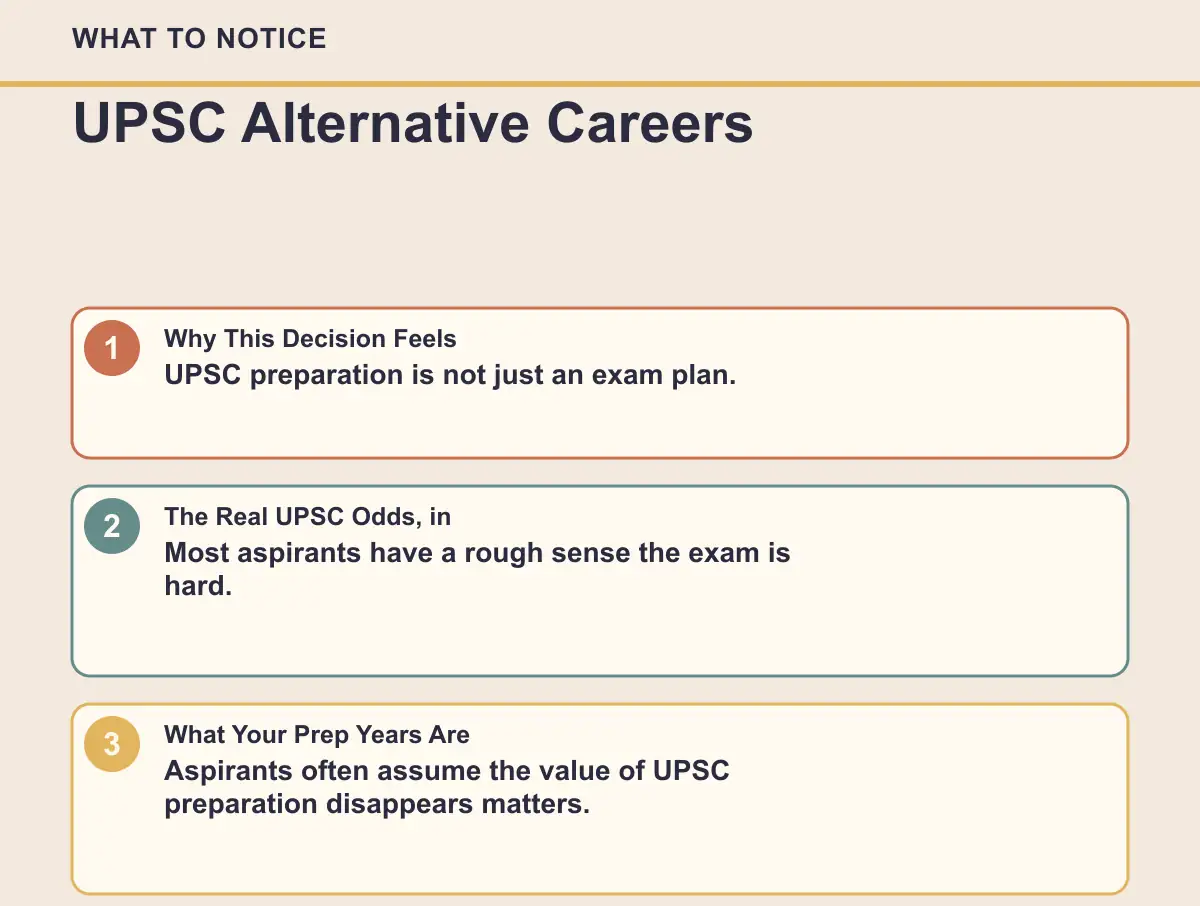 WHAT TO NOTICE
UPSC Alternative Careers
1
Why This Decision Feels
UPSC preparation is not just an exam plan.
2
The Real UPSC Odds, in
Most aspirants have a rough sense the exam is
hard.
3
What Your Prep Years Are
Aspirants often assume the value of UPSC
preparation disappears matters.